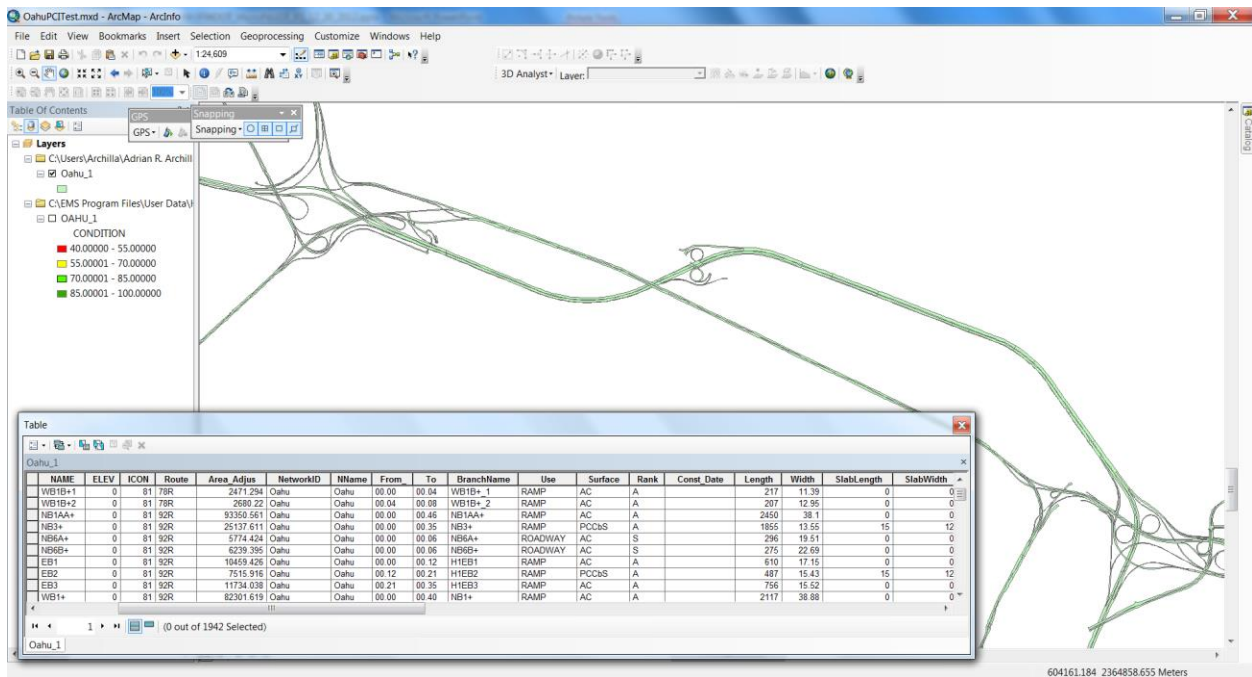 OahuPCITest.mxd - ArcMap - ArcInfo
File Edit View Bookmarks Insert Selection Geoprocessing Customize Windows Help
1:24,609
3D Analyst Layer:
Table Of Contents
GPS
Snapping
GPS
Snapping
Catalog
Layers
C:\Users\Archilla\Adrian R. Archill
Oahu_1
C:\EMS Program Files\User Data\
OAHU_1
CONDITION
40.00000 - 55.00000
55.00001 - 70.00000
70.00001 - 85.00000
85.00001 - 100.00000
Table
Oahu_1
NAME ELEV ICON Route Area_Adjus NetworkID NName From_ To BranchName Use Surface Rank Const_Date Length Width SlabLength SlabWidth
WB1B+1 0 81 78R 2471.294 Oahu Oahu 00.00 00.04 WB1B+_1 RAMP AC A 217 11.39 0 0
WB1B+2 0 81 78R 2680.22 Oahu Oahu 00.04 00.08 WB1B+_2 RAMP AC A 207 12.95 0 0
NB1AA+ 0 81 92R 93350.561 Oahu Oahu 00.00 00.46 NB1AA+ RAMP AC A 2450 38.1 0 0
NB3+ 0 81 92R 25137.611 Oahu Oahu 00.00 00.35 NB3+ RAMP PCCbS A 1855 13.55 15 12
NB6A+ 0 81 92R 5774.424 Oahu Oahu 00.00 00.06 NB6A+ ROADWAY AC S 296 19.51 0 0
NB6B+ 0 81 92R 6239.395 Oahu Oahu 00.00 00.06 NB6B+ ROADWAY AC S 275 22.69 0 0
EB1 0 81 92R 10459.426 Oahu Oahu 00.00 00.12 H1EB1 RAMP AC A 610 17.15 0 0
EB2 0 81 92R 7515.916 Oahu Oahu 00.12 00.21 H1EB2 RAMP PCCbS A 487 15.43 15 12
EB3 0 81 92R 11734.038 Oahu Oahu 00.21 00.35 H1EB3 RAMP AC A 756 15.52 0 0
WB1+ 0 81 92R 82301.619 Oahu Oahu 00.00 00.40 NB1+ RAMP AC A 2117 38.88 0 0
1 (0 out of 1942 Selected)
Oahu_1
604161.184 2364858.655 Meters